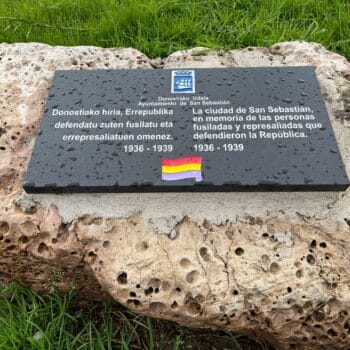 Donostiako Udala
Ayuntamiento de San Sebastián
Donostiako hiria, Errepublika
defendatu zuten fusilatu eta
errepresaliatuen omenez.
1936 - 1939
La ciudad de San Sebastián,
en memoria de las personas
fusiladas y represaliadas que
defendieron la República.
1936 - 1939